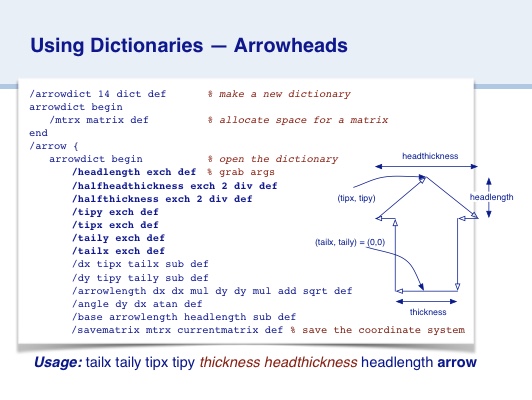 Using Dictionaries — Arrowheads
/arrowdict 14 dict def % make a new dictionary
arrowdict begin
/mtrx matrix def % allocate space for a matrix
end
/arrow {
arrowdict begin % open the dictionary
/headlength exch def % grab args
/halfheadthickness exch 2 div def
/halfthickness exch 2 div def
/tipy exch def
/tipx exch def
/taily exch def
/tailx exch def
/dx tipx tailx sub def
/dy tipy taily sub def
/arrowlength dx dx mul dy dy mul add sqrt def
/angle dy dx atan def
/base arrowlength headlength sub def
/savematrix mtrx currentmatrix def % save the coordinate system
headthickness
headlength
(tipx, tipy)
(tailx, taily) = (0,0)
thickness
Usage: tailx taily tipx tipy thickness headthickness headlength arrow